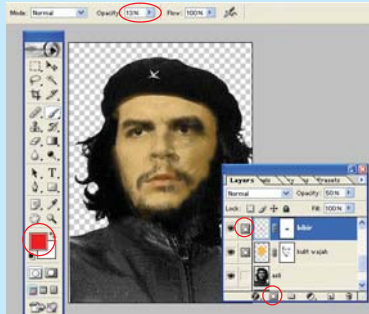 Mode: Normal Opacity: 13% Flow: 100%
Layers
Normal Opacity: 50%
Lock: Fill: 100%
bibir
kulit wajah
asli